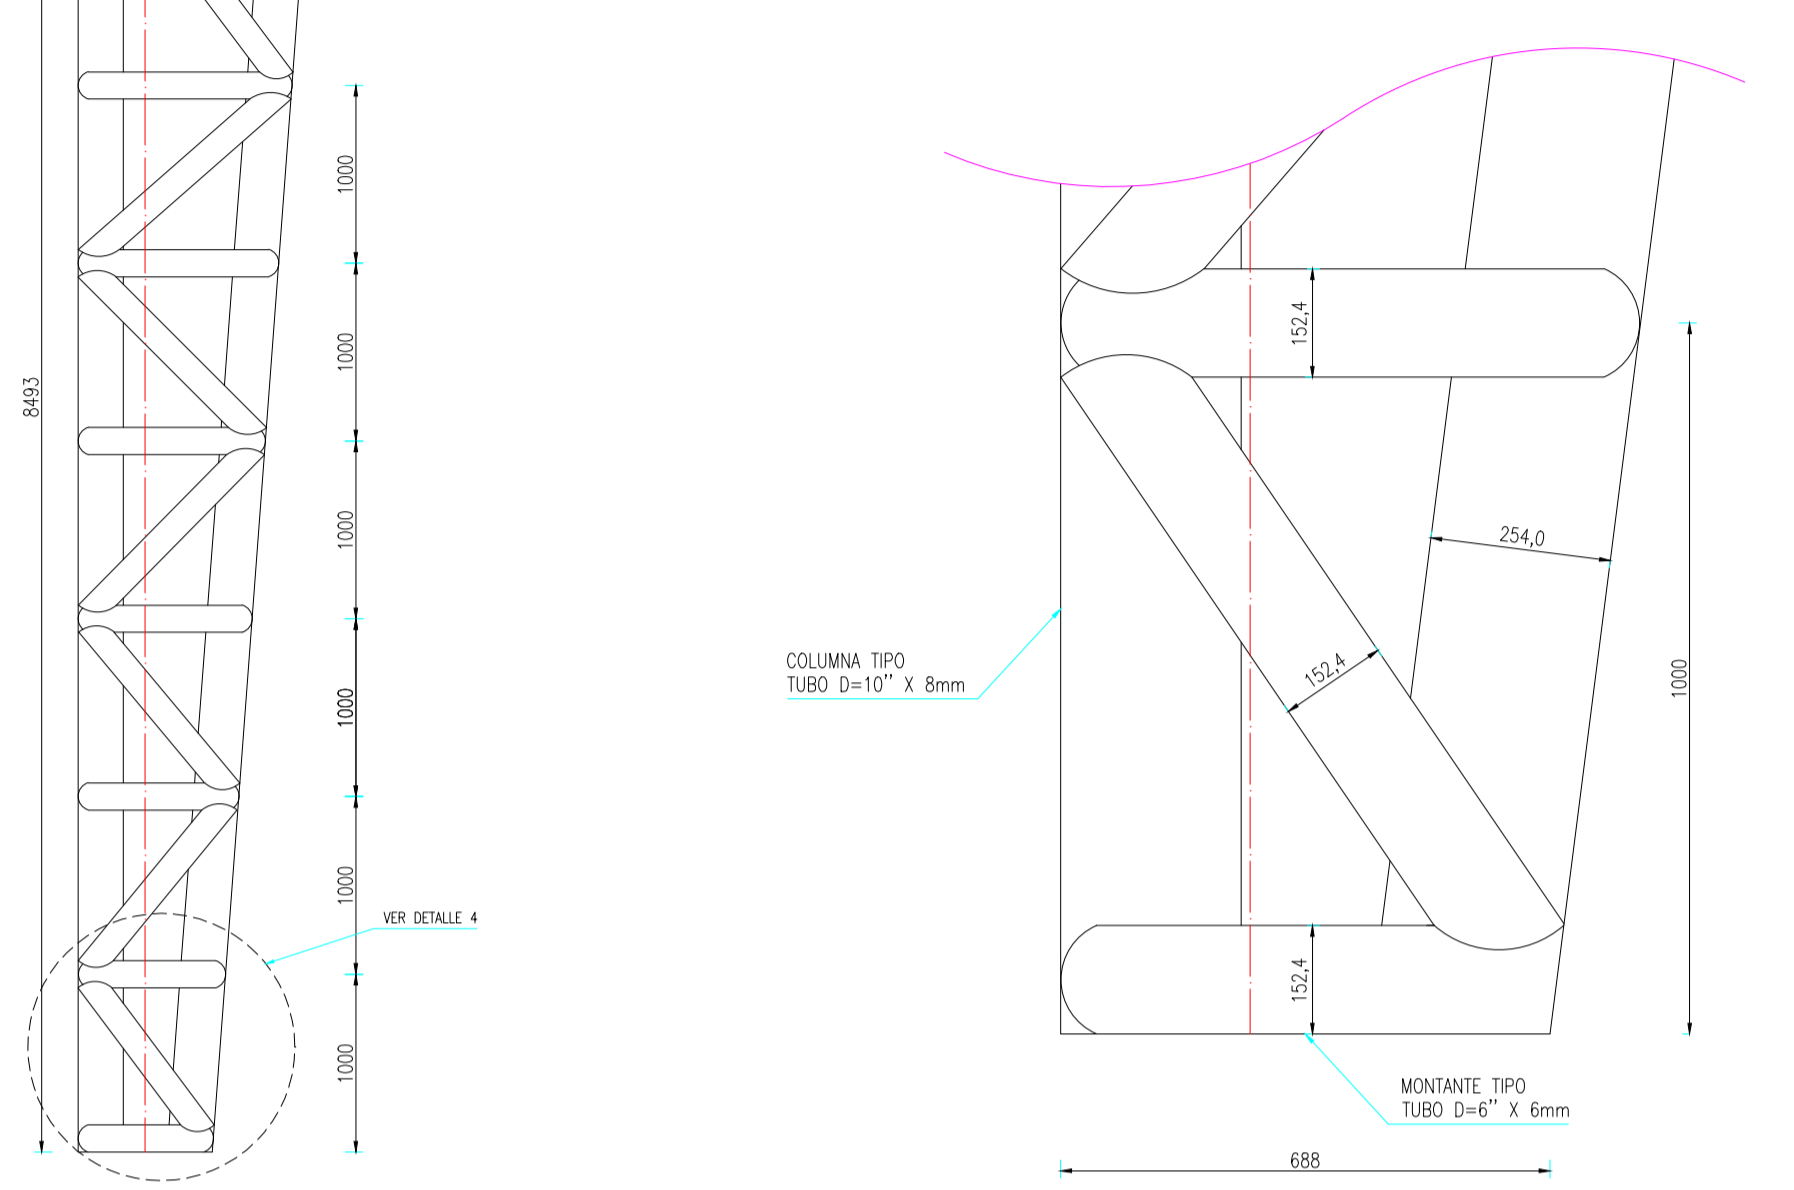 8493
1000
1000
1000
1000
1000
1000
VER DETALLE 4
152,4
254,0
152,4
1000
COLUMNA TIPO
TUBO D=10'' X 8mm
152,4
MONTANTE TIPO
TUBO D=6'' X 6mm
688